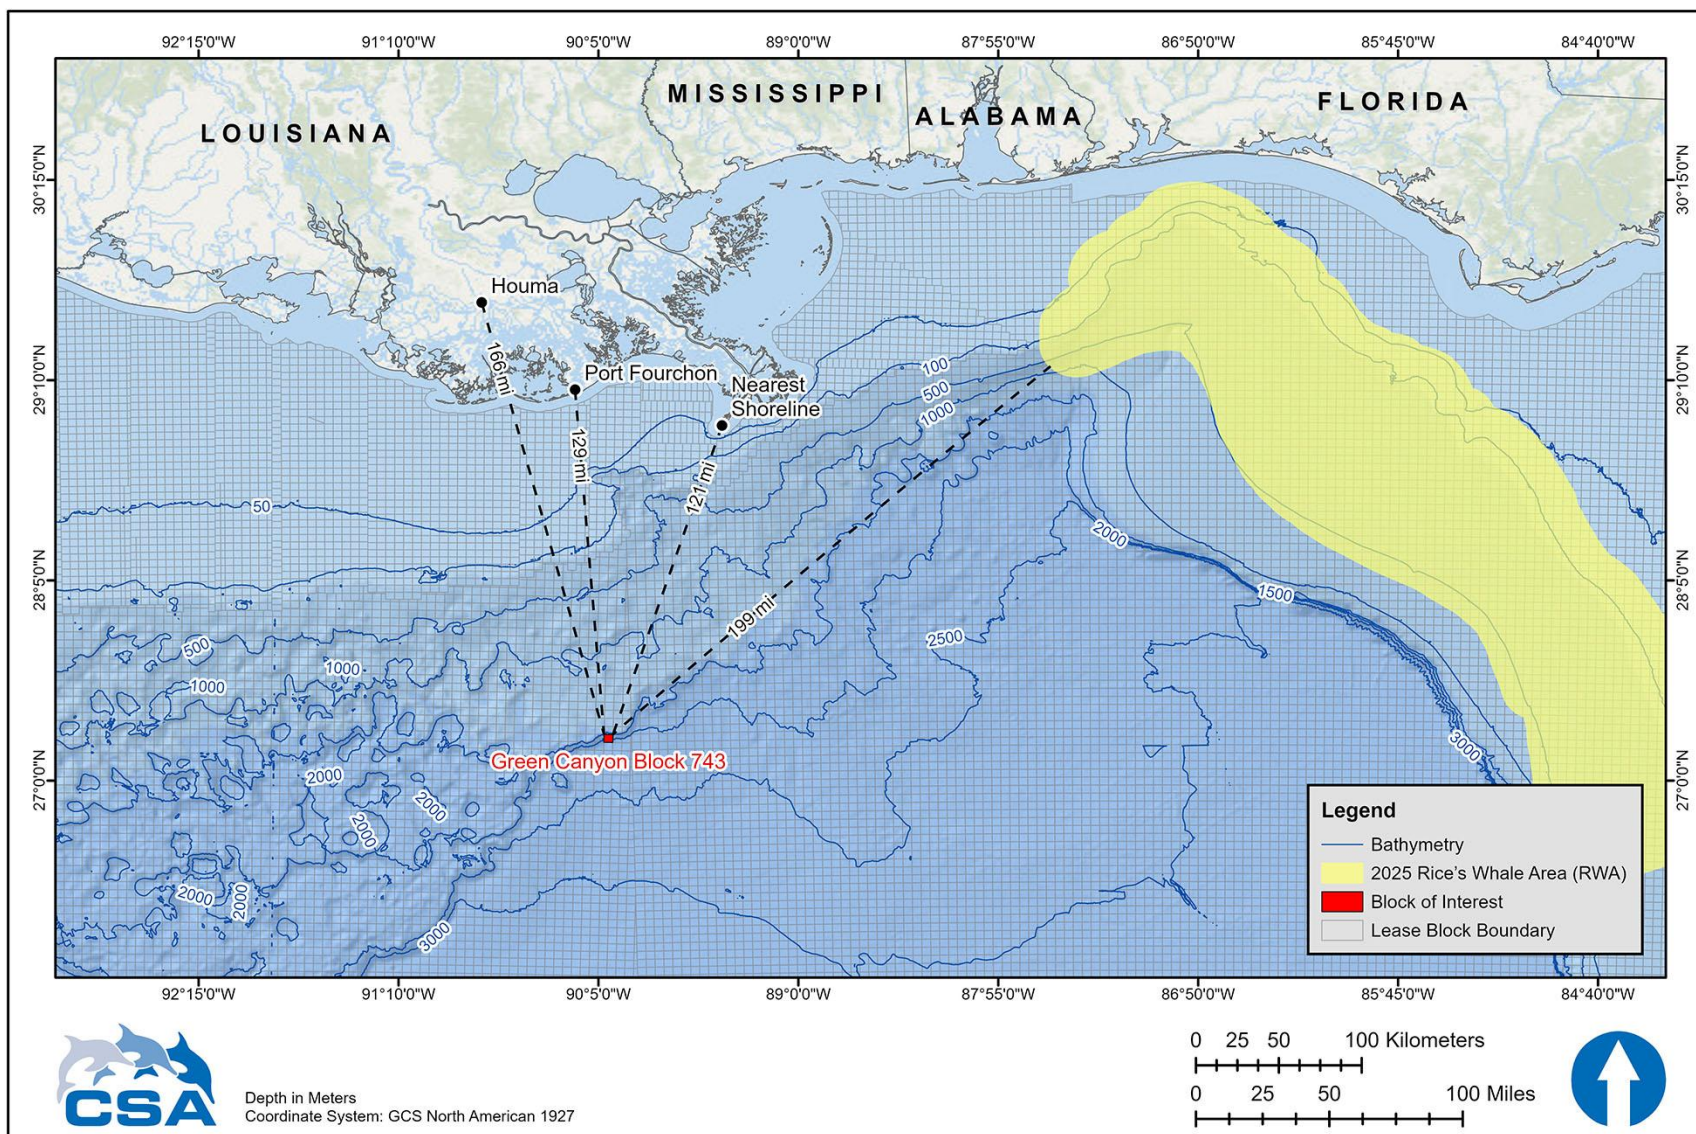 92°15'0"W 91°10'0"W 90°5'0"W 89°0'0"W 87°55'0"W 86°50'0"W 85°45'0"W 84°40'0"W
MISSISSIPPI
FLORIDA
ALABAMA
LOUISIANA
30°15'0"N
30°15'0"N
Houma
166 mi
Port Fourchon
Nearest
Shoreline
100
500
1000
29°10'0"N
29°10'0"N
129 mi
121 mi
50
2000
28°5'0"N
28°5'0"N
1500
199 mi
2500
500
1000
1000
3000
Green Canyon Block 743
27°0'0"N
27°0'0"N
2000
2000
2000
2000
2000
3000
Legend
Bathymetry
2025 Rice's Whale Area (RWA)
Block of Interest
Lease Block Boundary
92°15'0"W 91°10'0"W 90°5'0"W 89°0'0"W 87°55'0"W 86°50'0"W 85°45'0"W 84°40'0"W
CSA
Depth in Meters
Coordinate System: GCS North American 1927
0 25 50 100 Kilometers
0 25 50 100 Miles